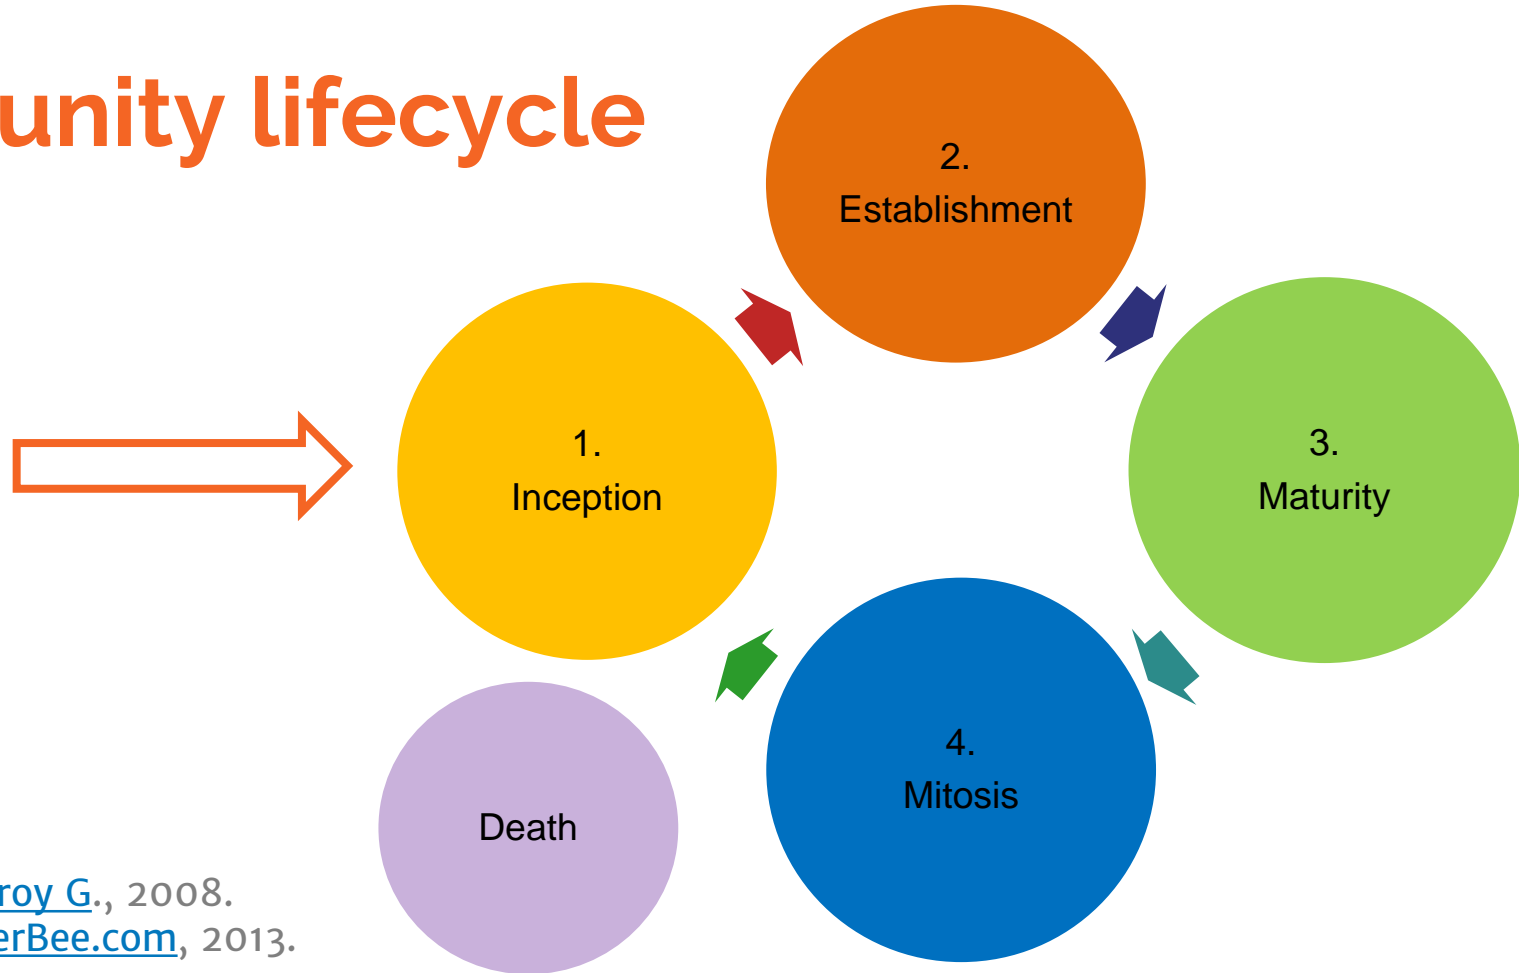 unity lifecycle
2.
Establishment
1.
Inception
3.
Maturity
4.
Mitosis
Death
roy G., 2008.
erBee.com, 2013.